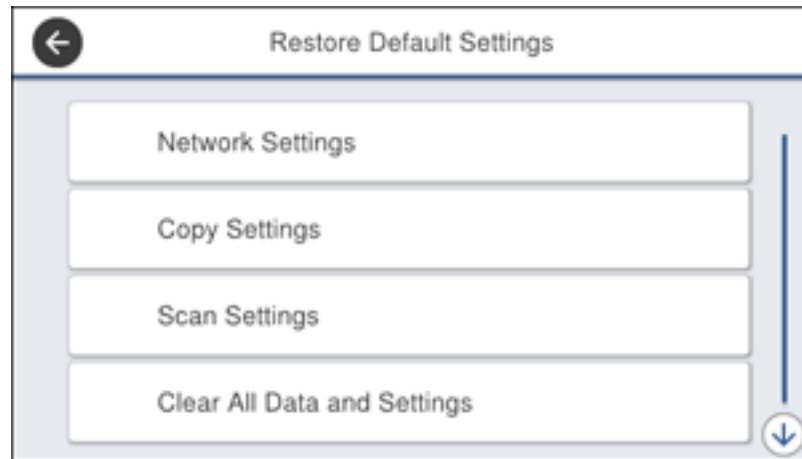 Restore Default Settings
Network Settings
Copy Settings
Scan Settings
Clear All Data and Settings